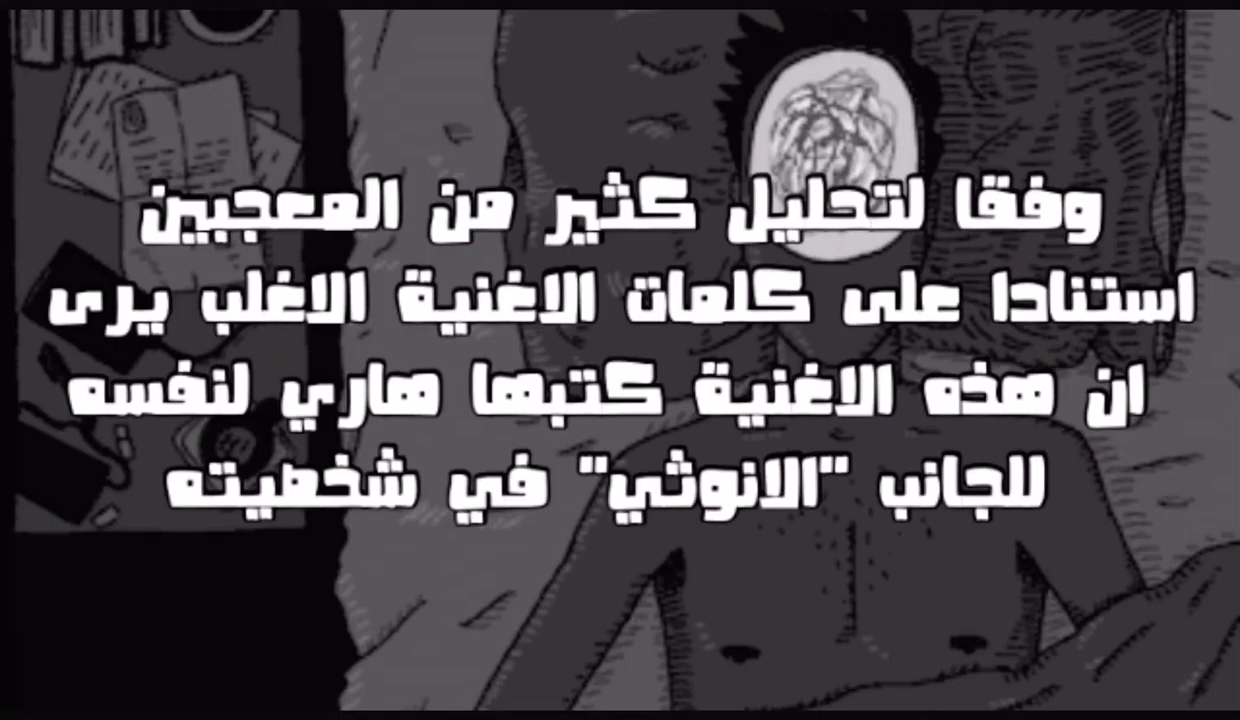 وفقا لتحليل كثير من المعجبين
استنادا على كلمات الاغنية الاغلب يرى
ان هذه الاغنية كتبها هاري لنفسه
للجانب "الانوثي" في شخصيته